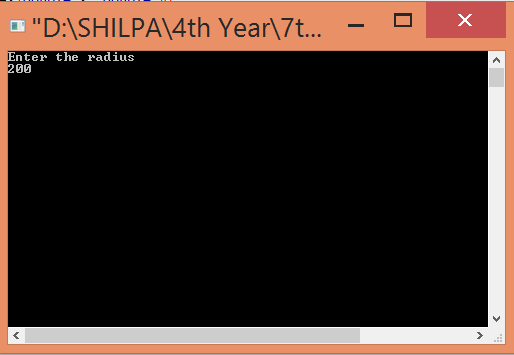 "D:\SHILPA\4th Year\7t...
Enter the radius
200